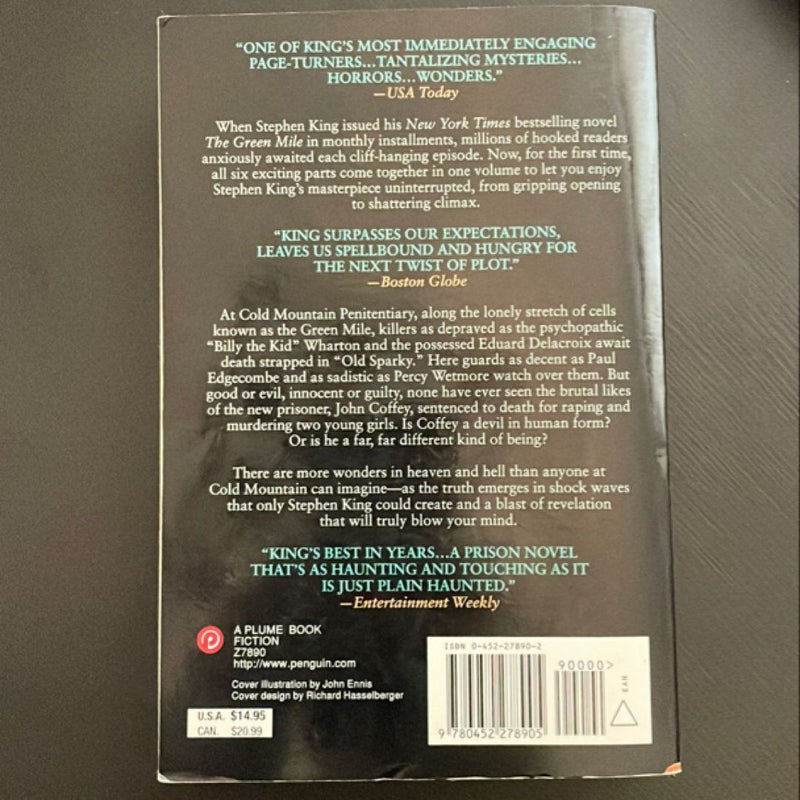 “ONE OF KING’S MOST IMMEDIATELY ENGAGING
PAGE-TURNERS...TANTALIZING MYSTERIES...
HORRORS...WONDERS.”
—USA Today
When Stephen King issued his New York Times bestselling novel
The Green Mile in monthly installments, millions of hooked readers
anxiously awaited each cliff-hanging episode. Now, for the first time,
all six exciting parts come together in one volume to let you enjoy
Stephen King’s masterpiece uninterrupted, from gripping opening
to shattering climax.
“KING SURPASSES OUR EXPECTATIONS,
LEAVES US SPELLBOUND AND HUNGRY FOR
THE NEXT TWIST OF PLOT.”
—Boston Globe
At Cold Mountain Penitentiary, along the lonely stretch of cells
known as the Green Mile, killers as depraved as the psychopathic
“Billy the Kid” Wharton and the possessed Eduard Delacroix await
death strapped in “Old Sparky.” Here guards as decent as Paul
Edgecombe and as sadistic as Percy Wetmore watch over them. But
good or evil, innocent or guilty, none have ever seen the brutal likes
of the new prisoner, John Coffey, sentenced to death for raping and
murdering two young girls. Is Coffey a devil in human form?
Or is he a far, far different kind of being?
There are more wonders in heaven and hell than anyone at
Cold Mountain can imagine—as the truth emerges in shock waves
that only Stephen King could create and a blast of revelation
that will truly blow your mind.
“KING’S BEST IN YEARS...A PRISON NOVEL
THAT’S AS HAUNTING AND TOUCHING AS IT
IS JUST PLAIN HAUNTED.”
—Entertainment Weekly
A PLUME BOOK
FICTION
Z7890
http://www.penguin.com
Cover illustration by John Ennis
Cover design by Richard Hasselberger
U.S.A. $14.95
CAN. $20.99
ISBN 0-452-27890-2
90000>
EAN
9 780452 278905